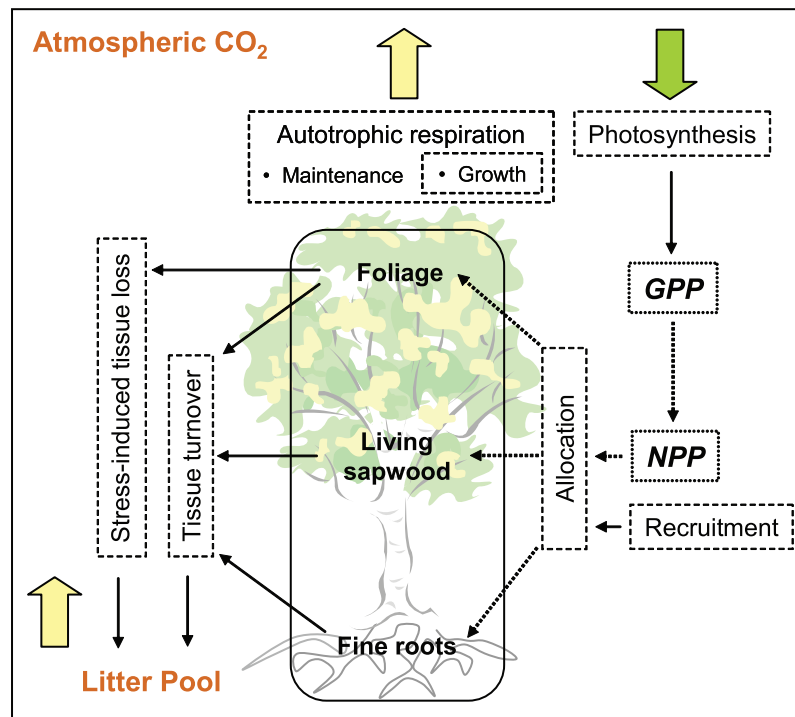 Atmospheric CO₂
Autotrophic respiration
• Maintenance
• Growth
Photosynthesis
GPP
NPP
Recruitment
Allocation
Foliage
Living
sapwood
Fine roots
Stress-induced tissue loss
Tissue turnover
Litter Pool